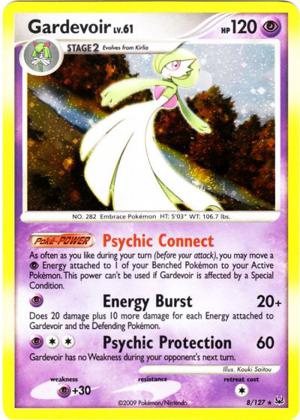 Gardevoir LV.61 HP 120
STAGE2 Evolves from Kirlia
NO. 282 Embrace Pokémon HT: 5'03" WT: 106.7 lbs.
POKé-POWER Psychic Connect
As often as you like during your turn (before your attack), you may move a
Energy attached to 1 of your Benched Pokémon to your Active
Pokémon. This power can't be used if Gardevoir is affected by a Special
Condition.
Energy Burst 20+
Does 20 damage plus 10 more damage for each Energy attached to
Gardevoir and the Defending Pokémon.
Psychic Protection 60
Gardevoir has no Weakness during your opponent's next turn.
Illus. Kouki Saitou
weakness resistance retreat cost
+30
©2009 Pokémon/Nintendo 8/127 ★